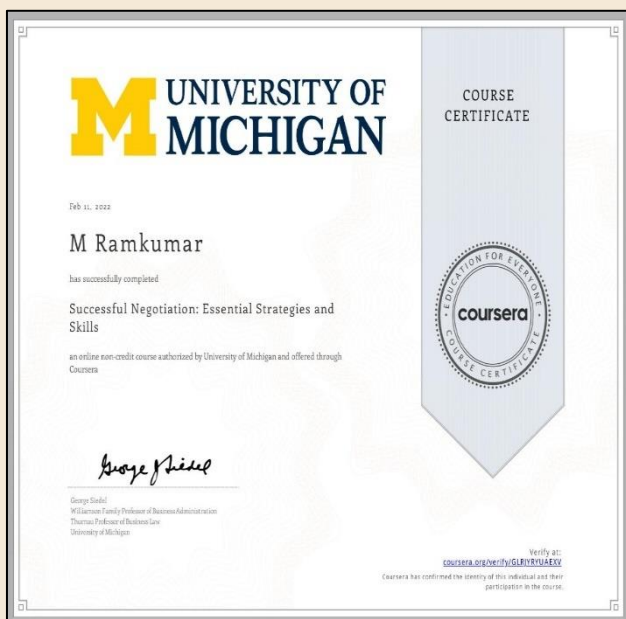 UNIVERSITY OF
MICHIGAN
COURSE
CERTIFICATE
Feb 11, 2022
M Ramkumar
has successfully completed
Successful Negotiation: Essential Strategies and
Skills
an online non-credit course authorized by University of Michigan and offered through
Coursera
EDUCATION FOR EVERYONE
coursera
COURSE CERTIFICATE
George Siedel
George Siedel
Williamson Family Professor of Business Administration
Thurnau Professor of Business Law
University of Michigan
Verify at:
coursera.org/verify/GLRIYRYUAEXV
Coursera has confirmed the identity of this individual and their
participation in the course.